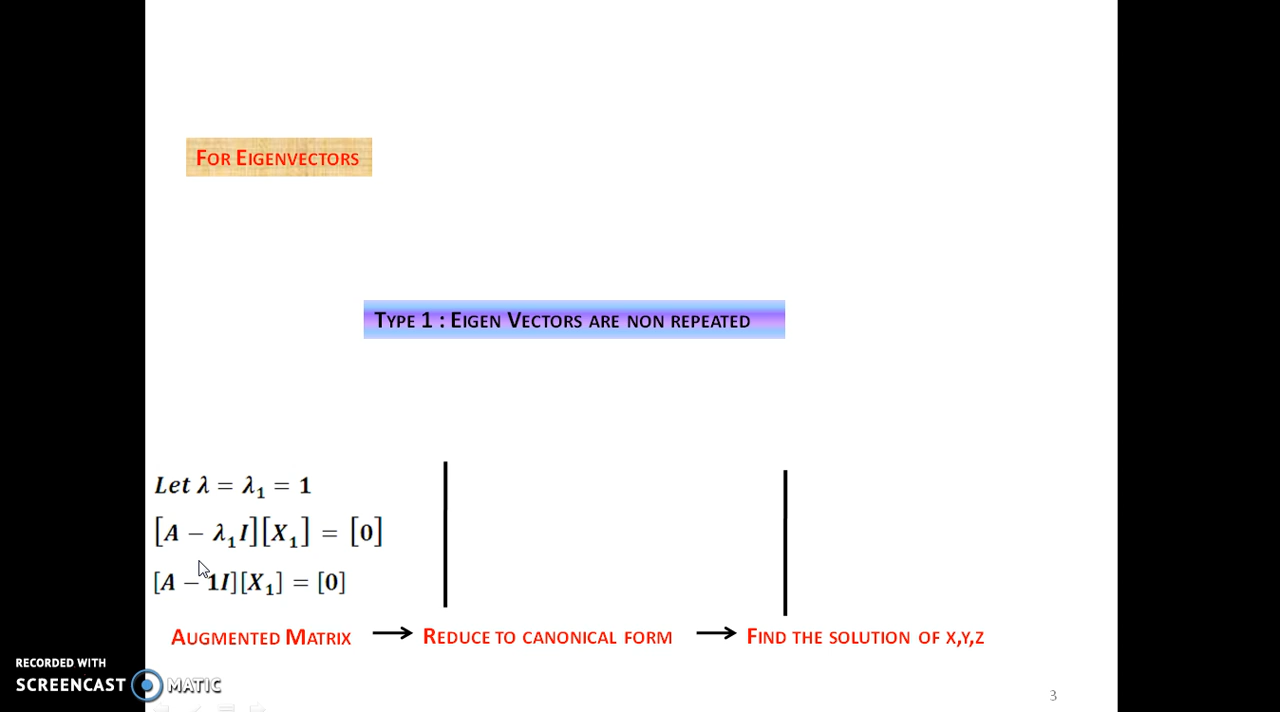 FOR EIGENVECTORS
TYPE 1 : EIGEN VECTORS ARE NON REPEATED
Let λ = λ₁ = 1
[A − λ₁I][X₁] = [0]
[A − 1I][X₁] = [0]
AUGMENTED MATRIX → REDUCE TO CANONICAL FORM → FIND THE SOLUTION OF X,Y,Z
RECORDED WITH
SCREENCAST MATIC
3